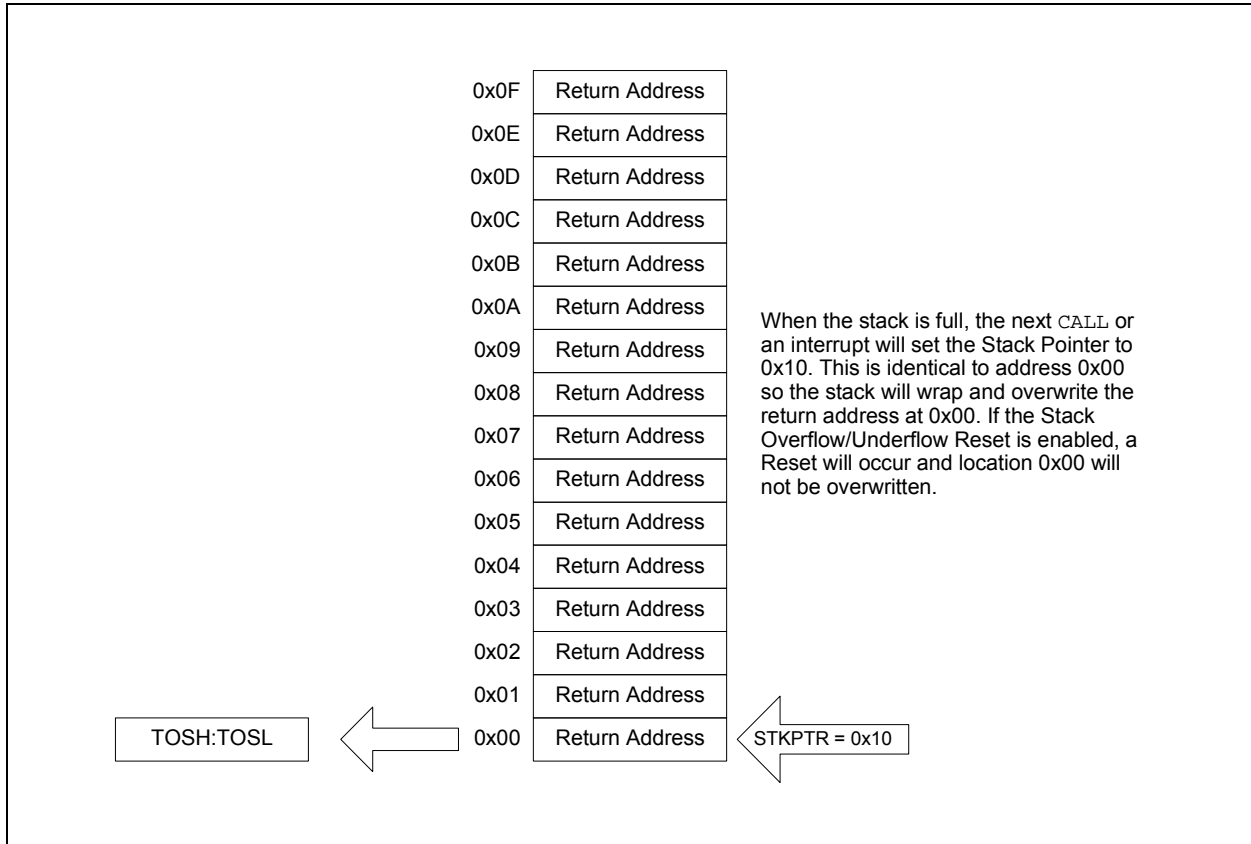 0x0F Return Address
0x0E Return Address
0x0D Return Address
0x0C Return Address
0x0B Return Address
0x0A Return Address
0x09 Return Address
0x08 Return Address
0x07 Return Address
0x06 Return Address
0x05 Return Address
0x04 Return Address
0x03 Return Address
0x02 Return Address
0x01 Return Address
TOSH:TOSL 0x00 Return Address STKPTR = 0x10
When the stack is full, the next CALL or
an interrupt will set the Stack Pointer to
0x10. This is identical to address 0x00
so the stack will wrap and overwrite the
return address at 0x00. If the Stack
Overflow/Underflow Reset is enabled, a
Reset will occur and location 0x00 will
not be overwritten.